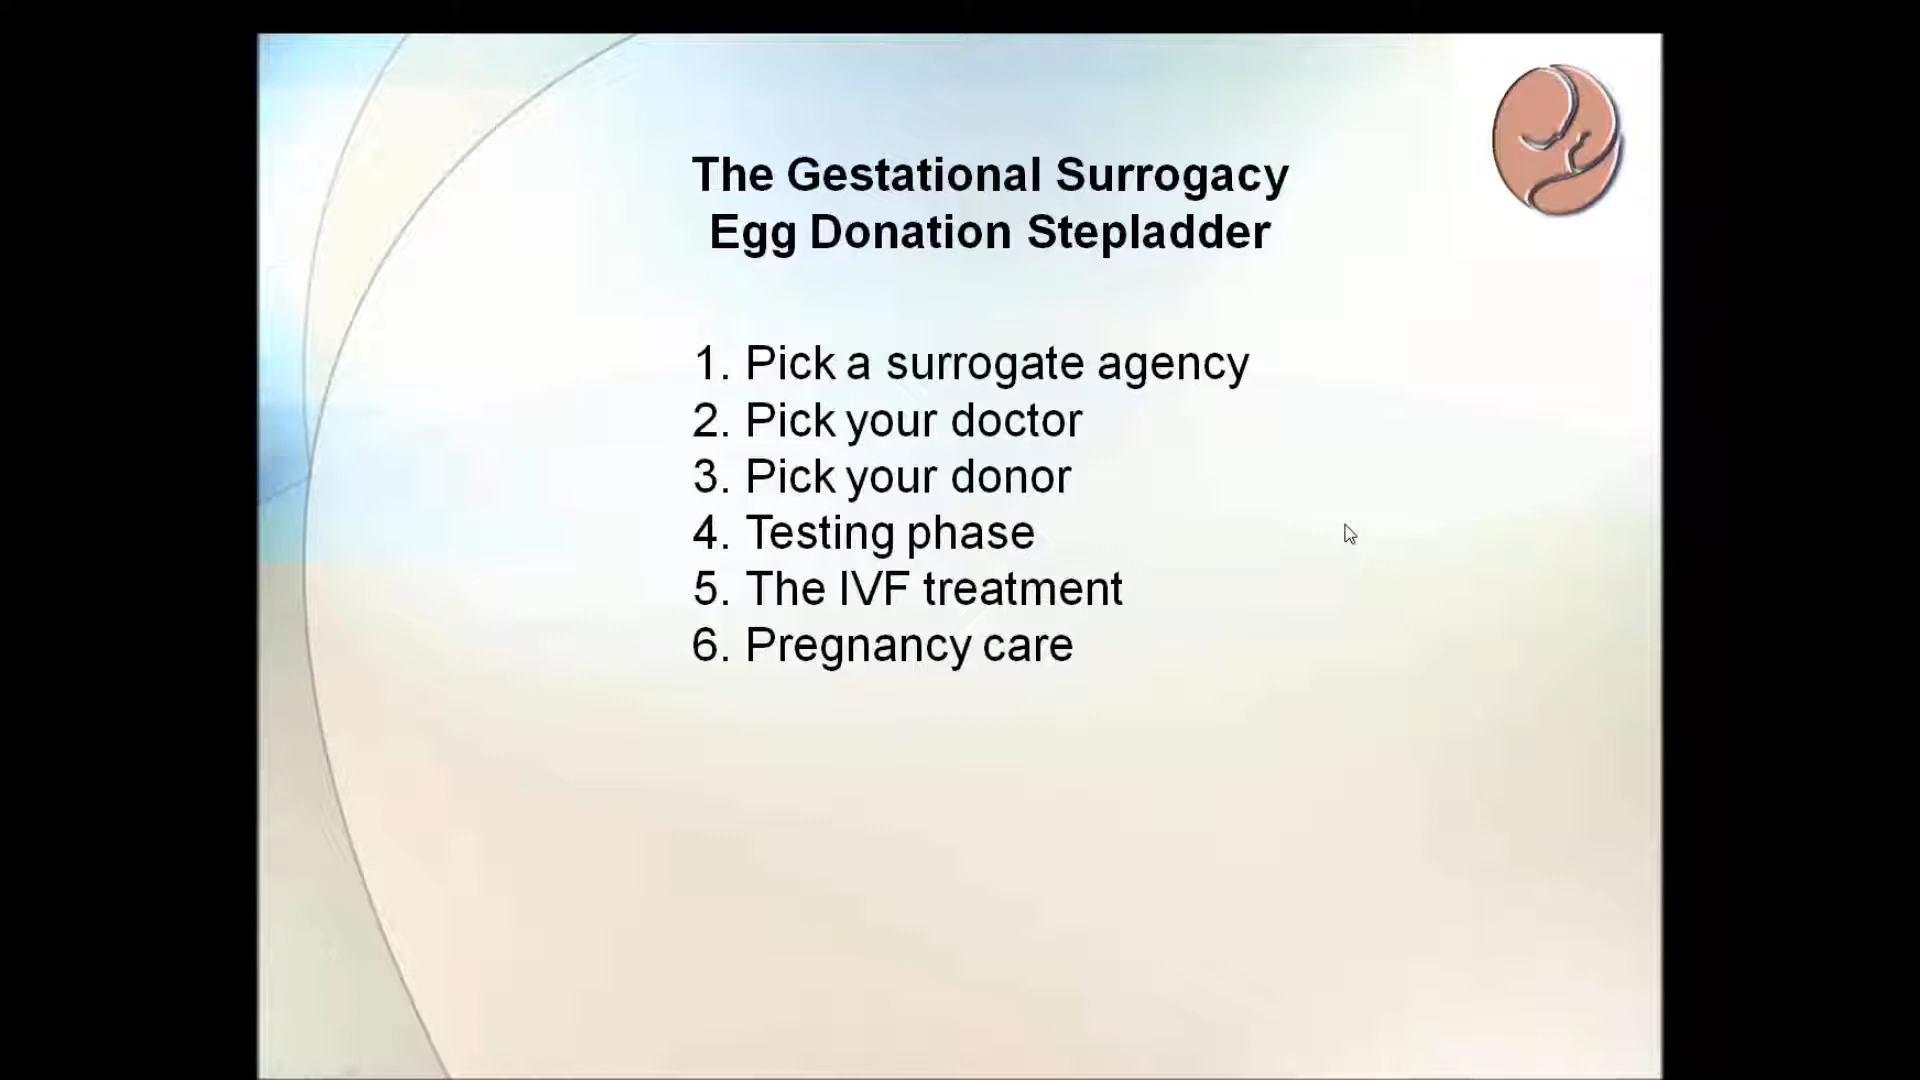 The Gestational Surrogacy
Egg Donation Stepladder
1. Pick a surrogate agency
2. Pick your doctor
3. Pick your donor
4. Testing phase
5. The IVF treatment
6. Pregnancy care